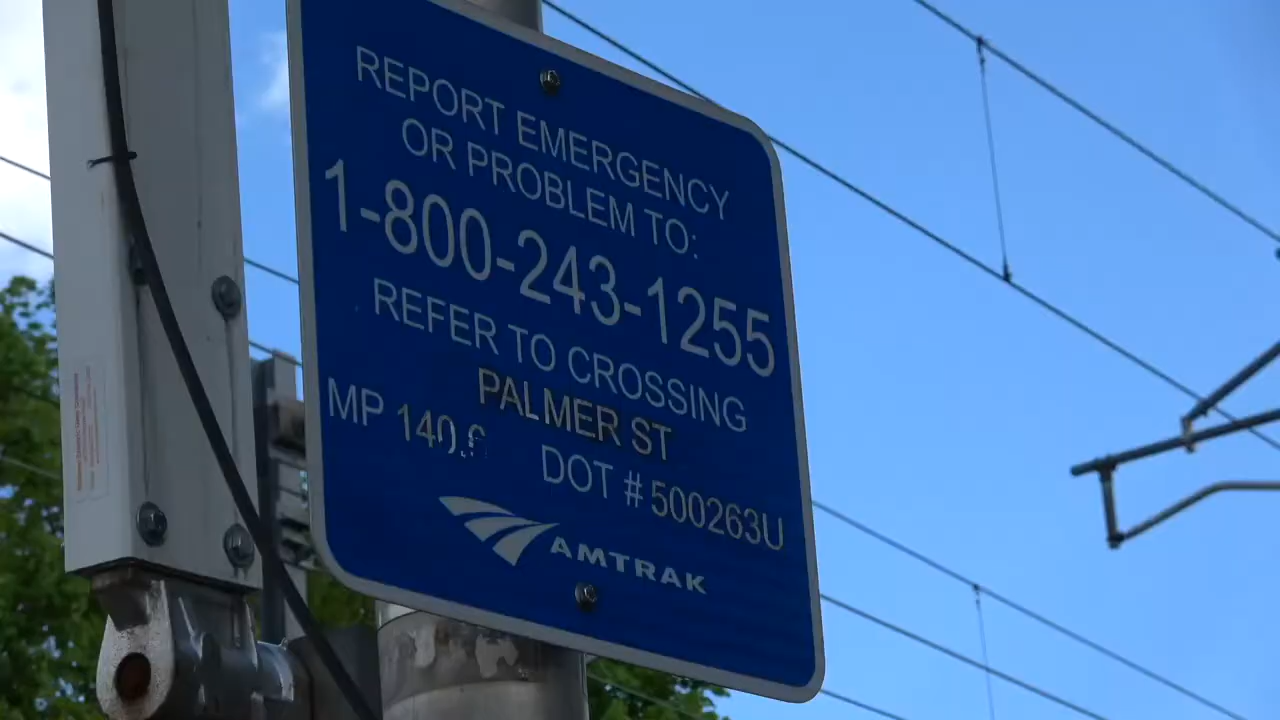 REPORT EMERGENCY
OR PROBLEM TO:
1-800-243-1255
REFER TO CROSSING
PALMER ST
MP 140.
DOT # 500263U
AMTRAK